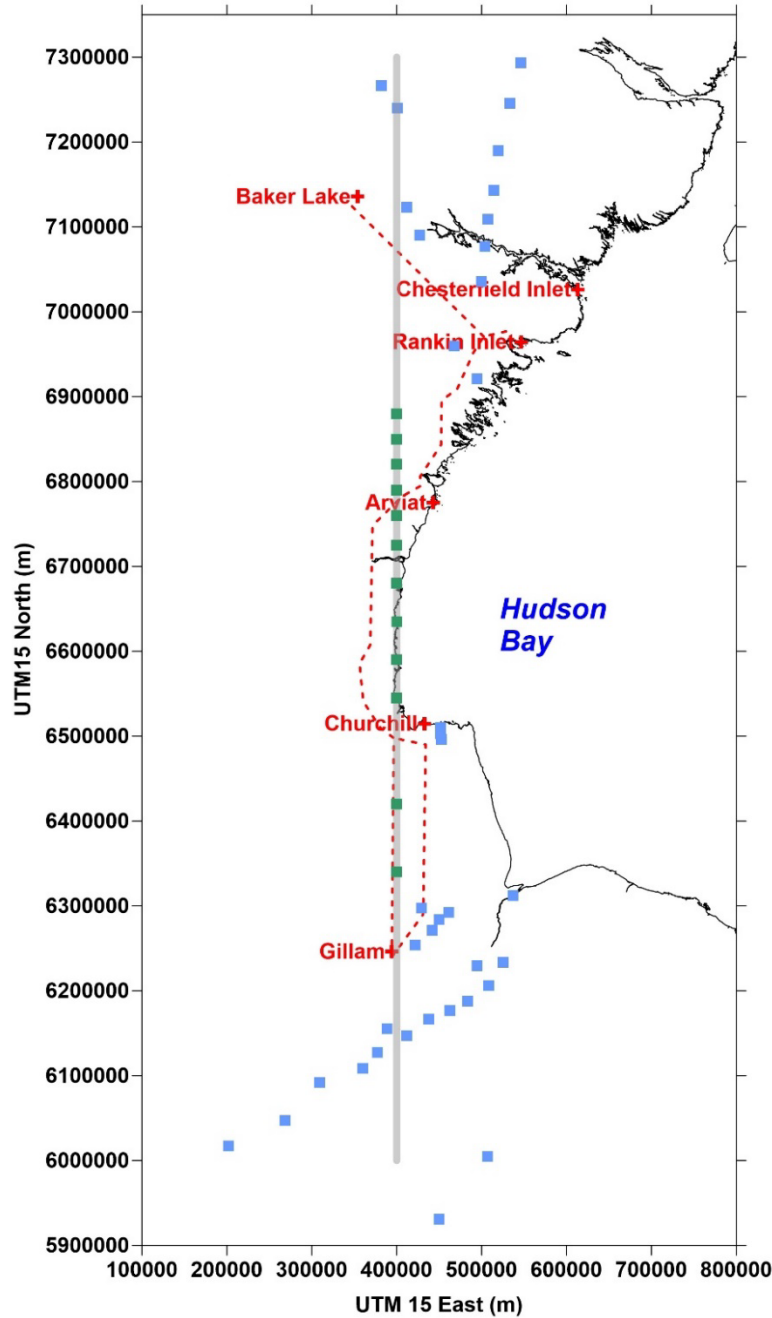 7300000
7200000
Baker Lake
7100000
Chesterfield Inlet
7000000
Rankin Inlet
6900000
6800000
Arviat
6700000
Hudson
Bay
6600000
Churchill
6500000
6400000
6300000
Gillam
6200000
6100000
6000000
5900000
UTM15 North (m)
100000 200000 300000 400000 500000 600000 700000 800000
UTM 15 East (m)